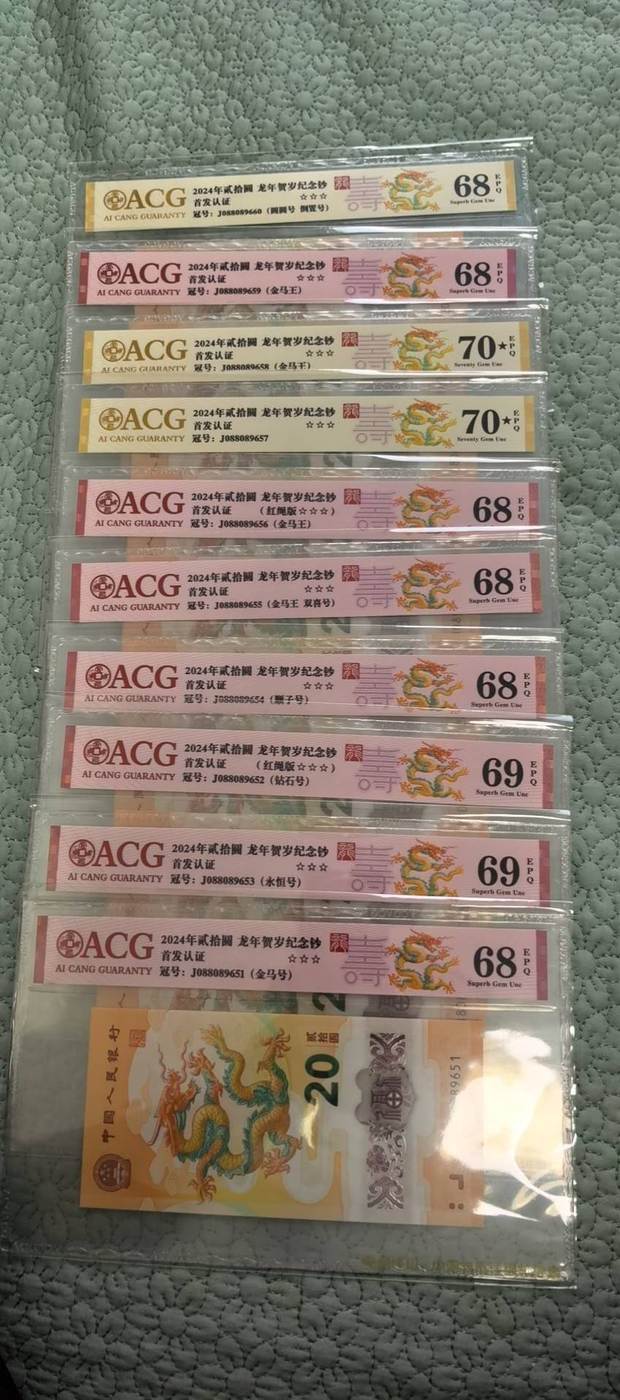 ACG
AI CANG GUARANTY
2024年贰拾圆 龙年贺岁纪念钞
首发认证 ☆☆☆
冠号：J088089660（圆圆号 倒置号）
68 EPQ
Superb Gem Unc
ACG
AI CANG GUARANTY
2024年贰拾圆 龙年贺岁纪念钞
首发认证 ☆☆☆
冠号：J088089659（金马王）
68 EPQ
Superb Gem Unc
ACG
AI CANG GUARANTY
2024年贰拾圆 龙年贺岁纪念钞
首发认证 ☆☆☆
冠号：J088089658（金马王）
70★ EPQ
Seventy Gem Unc
ACG
AI CANG GUARANTY
2024年贰拾圆 龙年贺岁纪念钞
首发认证 ☆☆☆
冠号：J088089657
70★ EPQ
Seventy Gem Unc
ACG
AI CANG GUARANTY
2024年贰拾圆 龙年贺岁纪念钞
首发认证 （红绳版☆☆☆）
冠号：J088089656（金马王）
68 EPQ
ACG
AI CANG GUARANTY
2024年贰拾圆 龙年贺岁纪念钞
首发认证 ☆☆☆
冠号：J088089655（金马王 双喜号）
68 EPQ
Superb Gem Unc
ACG
AI CANG GUARANTY
2024年贰拾圆 龙年贺岁纪念钞
首发认证 ☆☆☆
冠号：J088089654（顺子号）
68 EPQ
Superb Gem Unc
ACG
AI CANG GUARANTY
2024年贰拾圆 龙年贺岁纪念钞
首发认证 （红绳版☆☆☆）
冠号：J088089652（钻石号）
69 EPQ
Superb Gem Unc
ACG
AI CANG GUARANTY
2024年贰拾圆 龙年贺岁纪念钞
首发认证 ☆☆☆
冠号：J088089653（永恒号）
69 EPQ
Superb Gem Unc
ACG
AI CANG GUARANTY
2024年贰拾圆 龙年贺岁纪念钞
首发认证 ☆☆☆
冠号：J088089651（金马号）
68 EPQ
Superb Gem Unc
中国人民银行
20
贰拾圆
89651